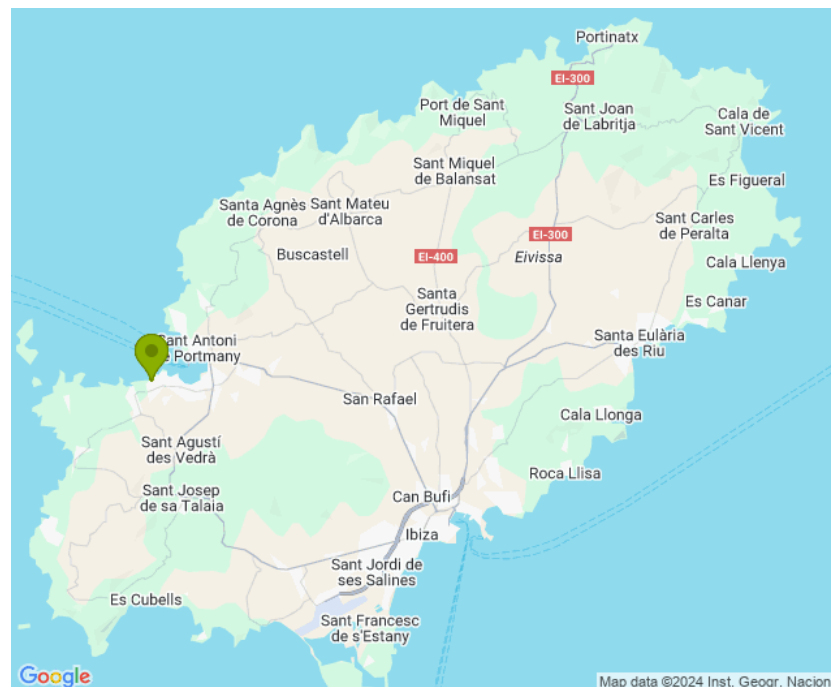 Portinatx
EI-300
Port de Sant
Miquel
Sant Joan
de Labritja
Cala de
Sant Vicent
Sant Miquel
de Balansat
Es Figueral
Santa Agnès
de Corona
Sant Mateu
d'Albarca
Sant Carles
de Peralta
EI-300
Buscastell
EI-400
Eivissa
Cala Llenya
Santa
Gertrudis
de Fruitera
Es Canar
Sant Antoni
de Portmany
Santa Eulària
des Riu
San Rafael
Cala Llonga
Sant Agustí
des Vedrà
Roca Llisa
Sant Josep
de sa Talaia
Can Bufi
Ibiza
Sant Jordi de
ses Salines
Es Cubells
Sant Francesc
de s'Estany
Google
Map data ©2024 Inst. Geogr. Nacion